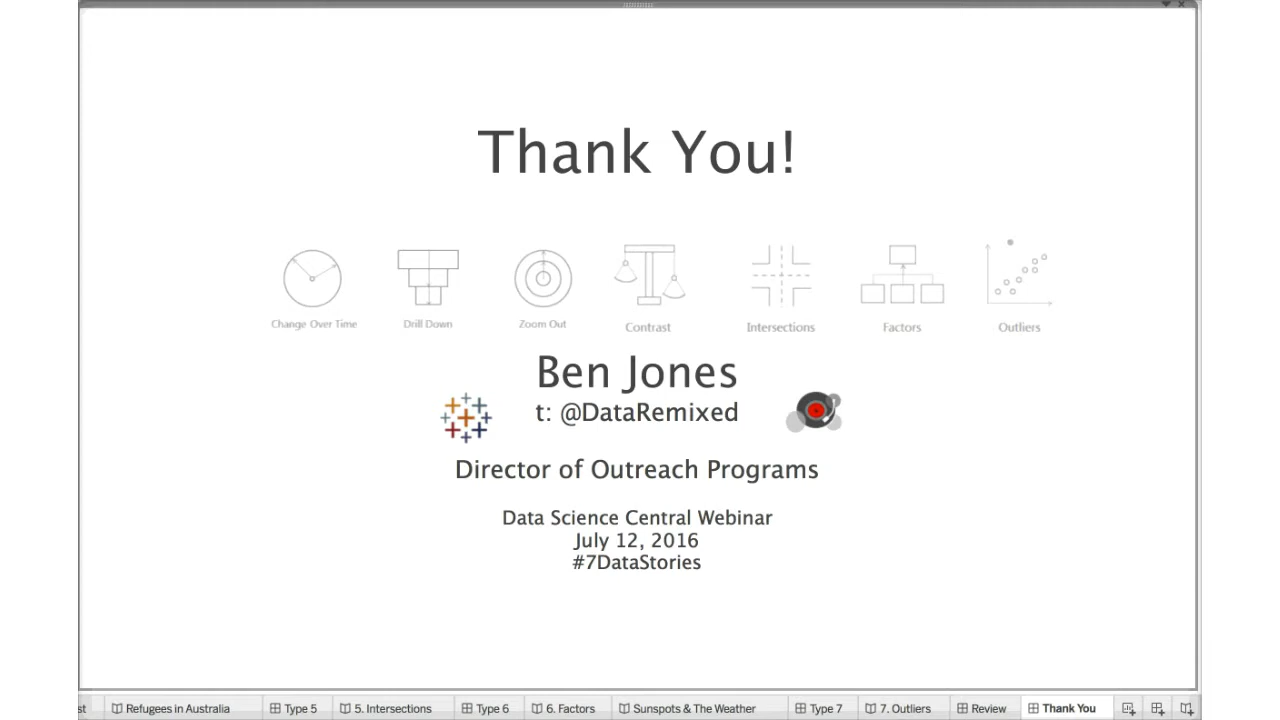 Thank You!
Change Over Time Drill Down Zoom Out Contrast Intersections Factors Outliers
Ben Jones
t: @DataRemixed
Director of Outreach Programs
Data Science Central Webinar
July 12, 2016
#7DataStories
st Refugees in Australia Type 5 5. Intersections Type 6 6. Factors Sunspots & The Weather Type 7 7. Outliers Review Thank You